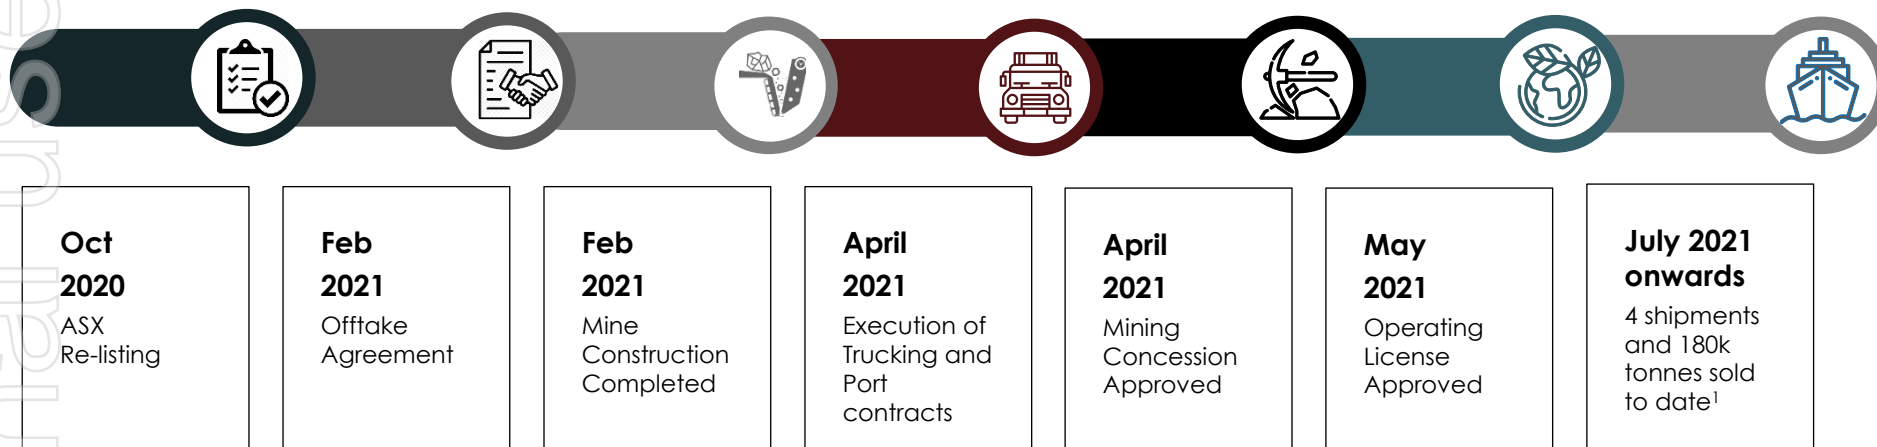 Oct
2020
ASX
Re-listing
Feb
2021
Offtake
Agreement
Feb
2021
Mine
Construction
Completed
April
2021
Execution of
Trucking and
Port
contracts
April
2021
Mining
Concession
Approved
May
2021
Operating
License
Approved
July 2021
onwards
4 shipments
and 180k
tonnes sold
to date¹